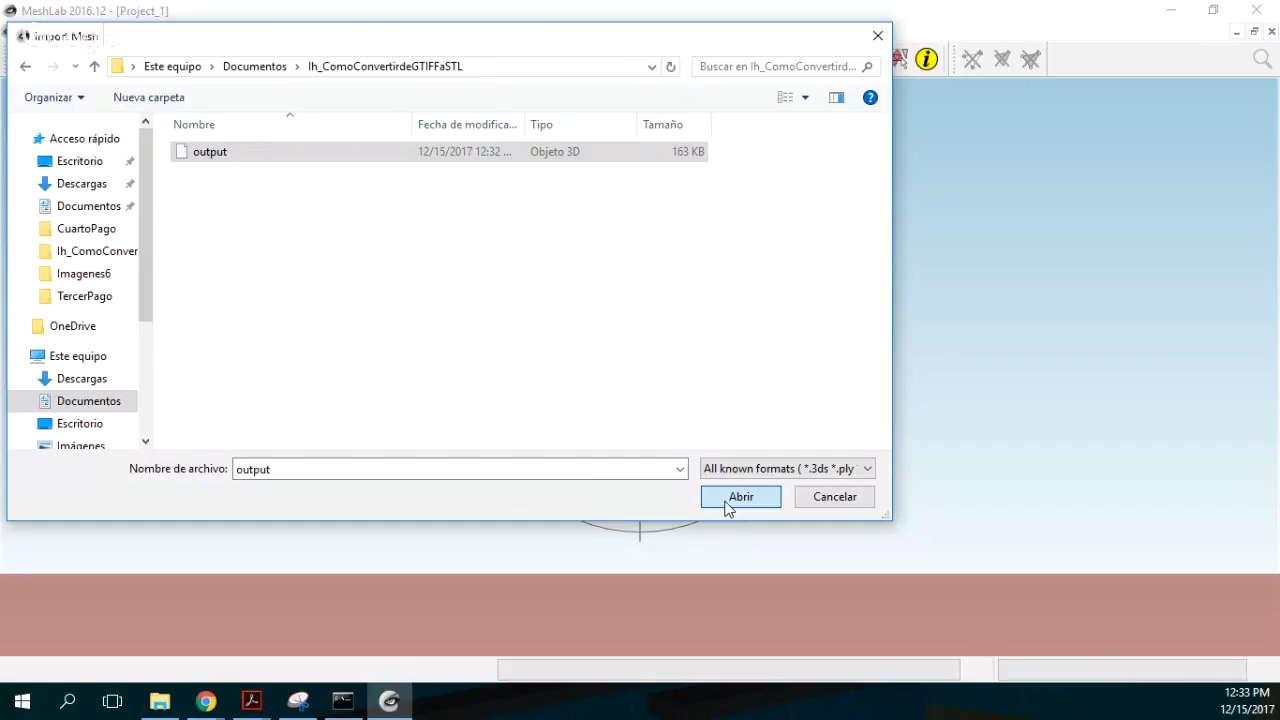 MeshLab 2016.12 - [Project_1]
Import Mesh
Este equipo > Documentos > Ih_ComoConvertirdeGTIFFaSTL
Buscar en Ih_ComoConvertird...
Organizar
Nueva carpeta
Nombre
Fecha de modifica...
Tipo
Tamaño
output
12/15/2017 12:32 ...
Objeto 3D
163 KB
Acceso rápido
Escritorio
Descargas
Documentos
CuartoPago
Ih_ComoConver
Imagenes6
TercerPago
OneDrive
Este equipo
Descargas
Documentos
Escritorio
Imágenes
Nombre de archivo:
output
All known formats ( *.3ds *.ply
Abrir
Cancelar
12:33 PM
12/15/2017